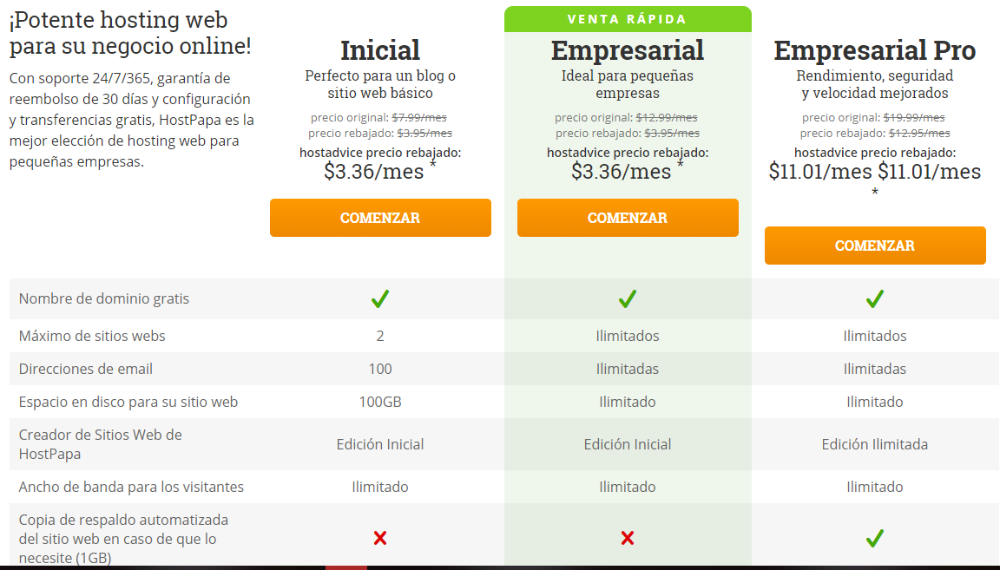 ¡Potente hosting web
para su negocio online!
Con soporte 24/7/365, garantía de
reembolso de 30 días y configuración
y transferencias gratis, HostPapa es la
mejor elección de hosting web para
pequeñas empresas.
Inicial
Perfecto para un blog o
sitio web básico
precio original: $7.99/mes
precio rebajado: $3.95/mes
hostadvice precio rebajado:
$3.36/mes *
COMENZAR
VENTA RÁPIDA
Empresarial
Ideal para pequeñas
empresas
precio original: $12.99/mes
precio rebajado: $3.95/mes
hostadvice precio rebajado:
$3.36/mes *
COMENZAR
Empresarial Pro
Rendimiento, seguridad
y velocidad mejorados
precio original: $19.99/mes
precio rebajado: $12.95/mes
hostadvice precio rebajado:
$11.01/mes $11.01/mes
*
COMENZAR
Nombre de dominio gratis
Máximo de sitios webs 2 Ilimitados Ilimitados
Direcciones de email 100 Ilimitadas Ilimitadas
Espacio en disco para su sitio web 100GB Ilimitado Ilimitado
Creador de Sitios Web de
HostPapa Edición Inicial Edición Inicial Edición Ilimitada
Ancho de banda para los visitantes Ilimitado Ilimitado Ilimitado
Copia de respaldo automatizada
del sitio web en caso de que lo
necesite (1GB)